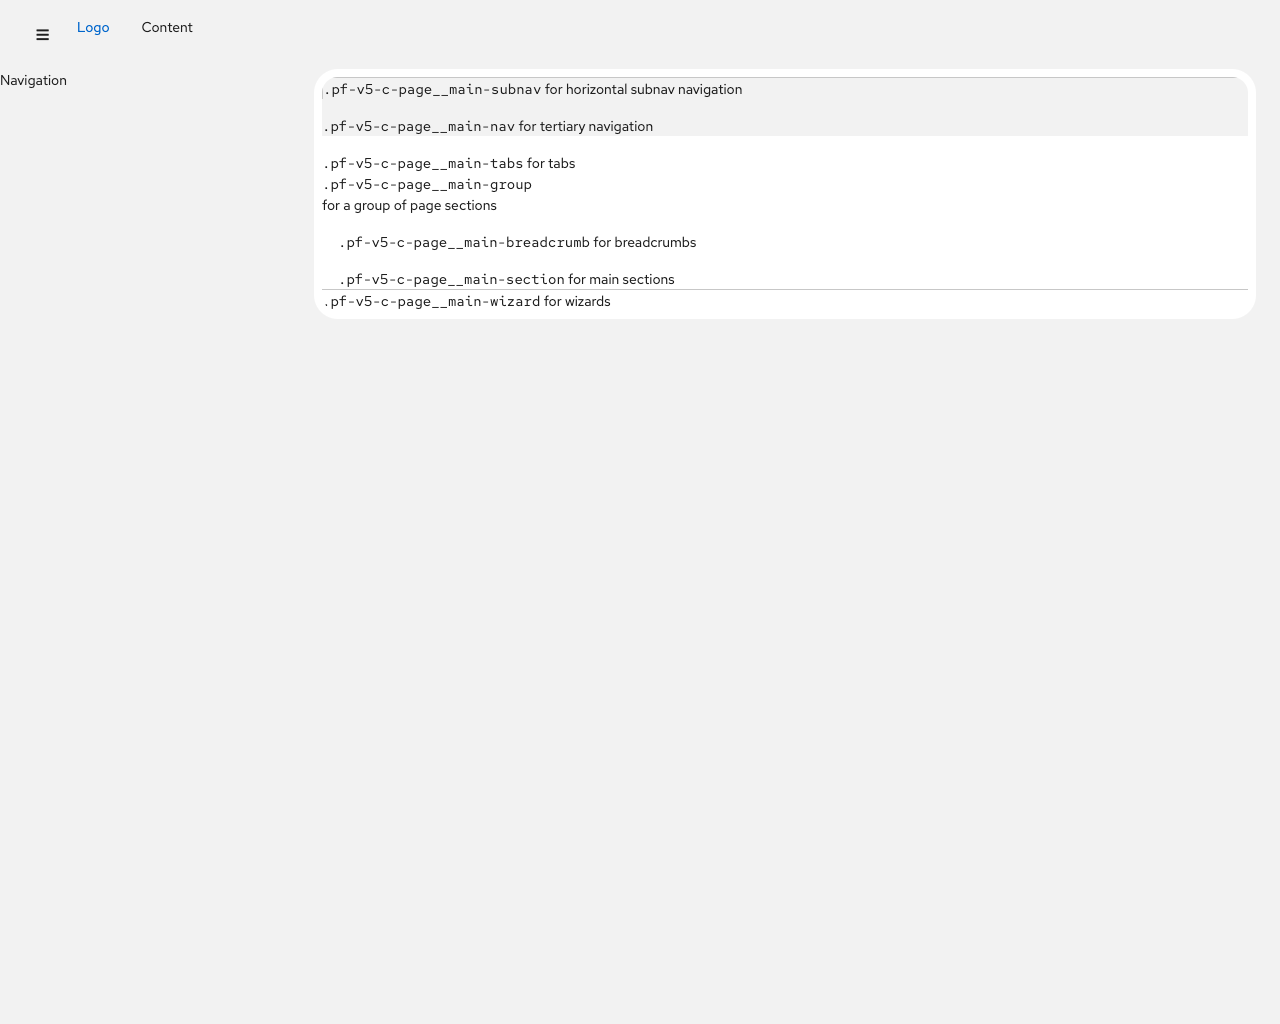 Logo
Content
Navigation
.pf-v5-c-page__main-subnav for horizontal subnav navigation
.pf-v5-c-page__main-nav for tertiary navigation
.pf-v5-c-page__main-tabs for tabs
.pf-v5-c-page__main-group
for a group of page sections
.pf-v5-c-page__main-breadcrumb for breadcrumbs
.pf-v5-c-page__main-section for main sections
.pf-v5-c-page__main-wizard for wizards